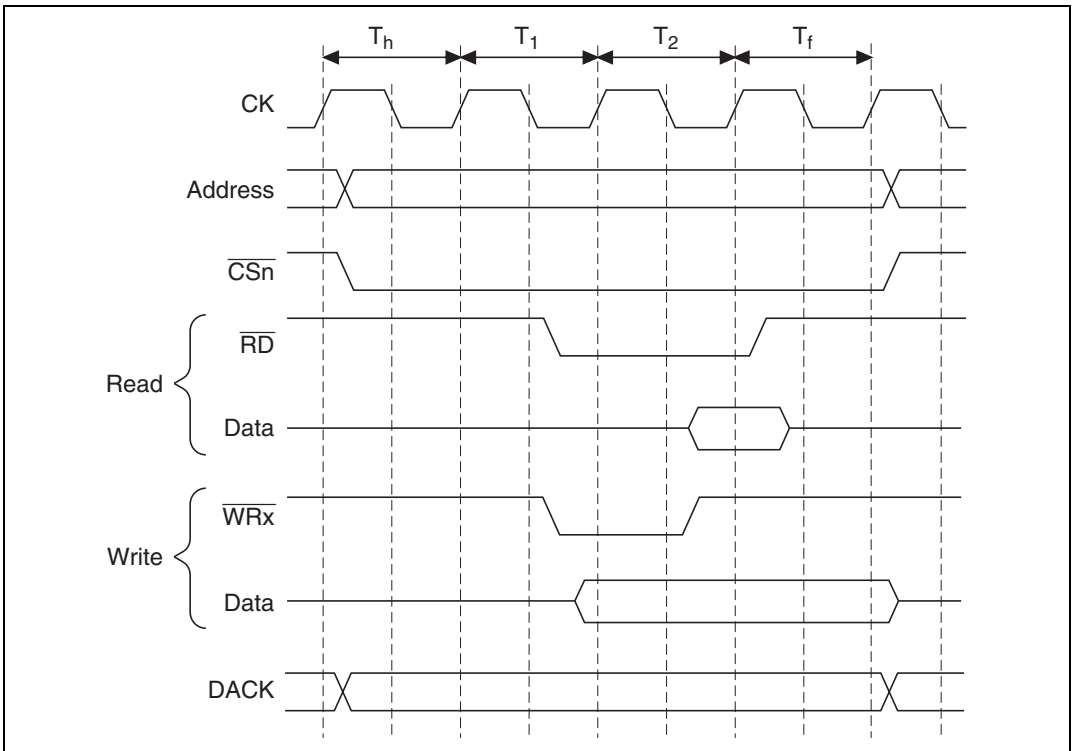 Th T1 T2 Tf
CK
Address
CSn
RD
Read
Data
WRx
Write
Data
DACK